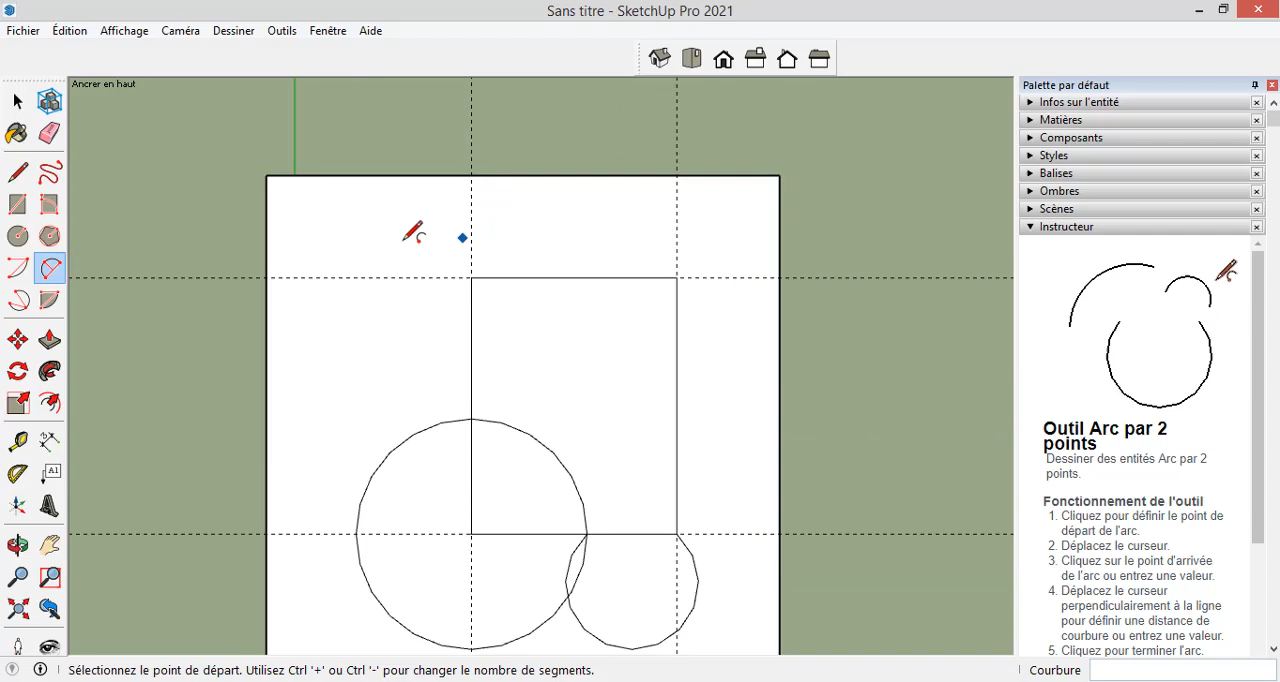 Sans titre - SketchUp Pro 2021
Fichier Édition Affichage Caméra Dessiner Outils Fenêtre Aide
Ancrer en haut
Palette par défaut
Infos sur l'entité
Matières
Composants
Styles
Balises
Ombres
Scènes
Instructeur
Outil Arc par 2
points
Dessiner des entités Arc par 2
points.
Fonctionnement de l'outil
1. Cliquez pour définir le point de
départ de l'arc.
2. Déplacez le curseur.
3. Cliquez sur le point d'arrivée
de l'arc ou entrez une valeur.
4. Déplacez le curseur
perpendiculairement à la ligne
pour définir une distance de
courbure ou entrez une valeur.
5. Cliquez pour terminer l'arc.
A1
Sélectionnez le point de départ. Utilisez Ctrl '+' ou Ctrl '-' pour changer le nombre de segments.
Courbure